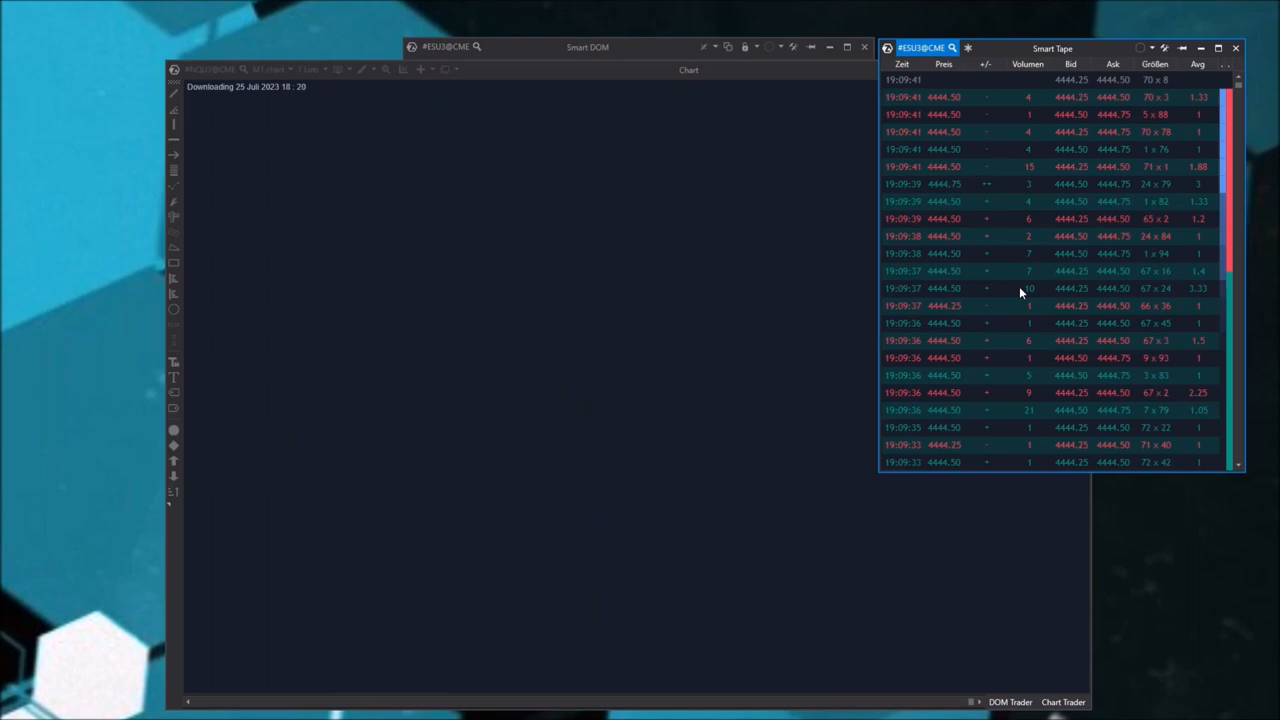 #ESU3@CME Smart DOM
#ESU3@CME Smart Tape
#NQU3@CME M1 chart Chart
Downloading 25 Juli 2023 18 : 20
Zeit Preis +/- Volumen Bid Ask Größen Avg ..
19:09:41 4444.25 4444.50 70 x 8
19:09:41 4444.50 - 4 4444.25 4444.50 70 x 3 1.33
19:09:41 4444.50 - 1 4444.50 4444.75 5 x 88 1
19:09:41 4444.50 - 4 4444.25 4444.50 70 x 78 1
19:09:41 4444.50 - 4 4444.50 4444.75 1 x 76 1
19:09:41 4444.50 - 15 4444.25 4444.50 71 x 1 1.88
19:09:39 4444.75 ++ 3 4444.50 4444.75 24 x 79 3
19:09:39 4444.50 + 4 4444.50 4444.75 1 x 82 1.33
19:09:39 4444.50 + 6 4444.25 4444.50 65 x 2 1.2
19:09:38 4444.50 + 2 4444.50 4444.75 24 x 84 1
19:09:38 4444.50 + 7 4444.50 4444.75 1 x 94 1
19:09:37 4444.50 + 7 4444.25 4444.50 67 x 16 1.4
19:09:37 4444.50 + 10 4444.25 4444.50 67 x 24 3.33
19:09:37 4444.25 - 1 4444.25 4444.50 66 x 36 1
19:09:36 4444.50 + 1 4444.25 4444.50 67 x 45 1
19:09:36 4444.50 + 6 4444.25 4444.50 67 x 3 1.5
19:09:36 4444.50 + 1 4444.50 4444.75 9 x 93 1
19:09:36 4444.50 + 5 4444.50 4444.75 3 x 83 1
19:09:36 4444.50 + 9 4444.25 4444.50 67 x 2 2.25
19:09:36 4444.50 + 21 4444.50 4444.75 7 x 79 1.05
19:09:35 4444.50 + 1 4444.25 4444.50 72 x 22 1
19:09:33 4444.25 - 1 4444.25 4444.50 71 x 40 1
19:09:33 4444.50 + 1 4444.25 4444.50 72 x 42 1
DOM Trader Chart Trader